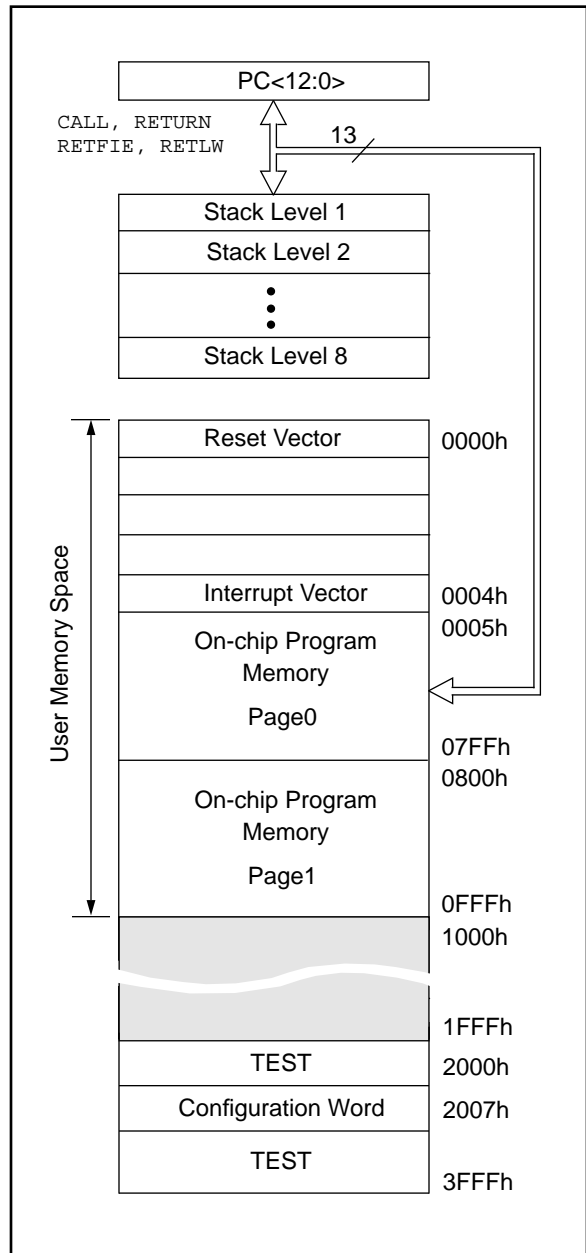 PC<12:0>
CALL, RETURN
RETFIE, RETLW
13
Stack Level 1
Stack Level 2
Stack Level 8
User Memory Space
Reset Vector
0000h
Interrupt Vector
0004h
0005h
On-chip Program
Memory
Page0
07FFh
0800h
On-chip Program
Memory
Page1
0FFFh
1000h
1FFFh
TEST
2000h
Configuration Word
2007h
TEST
3FFFh